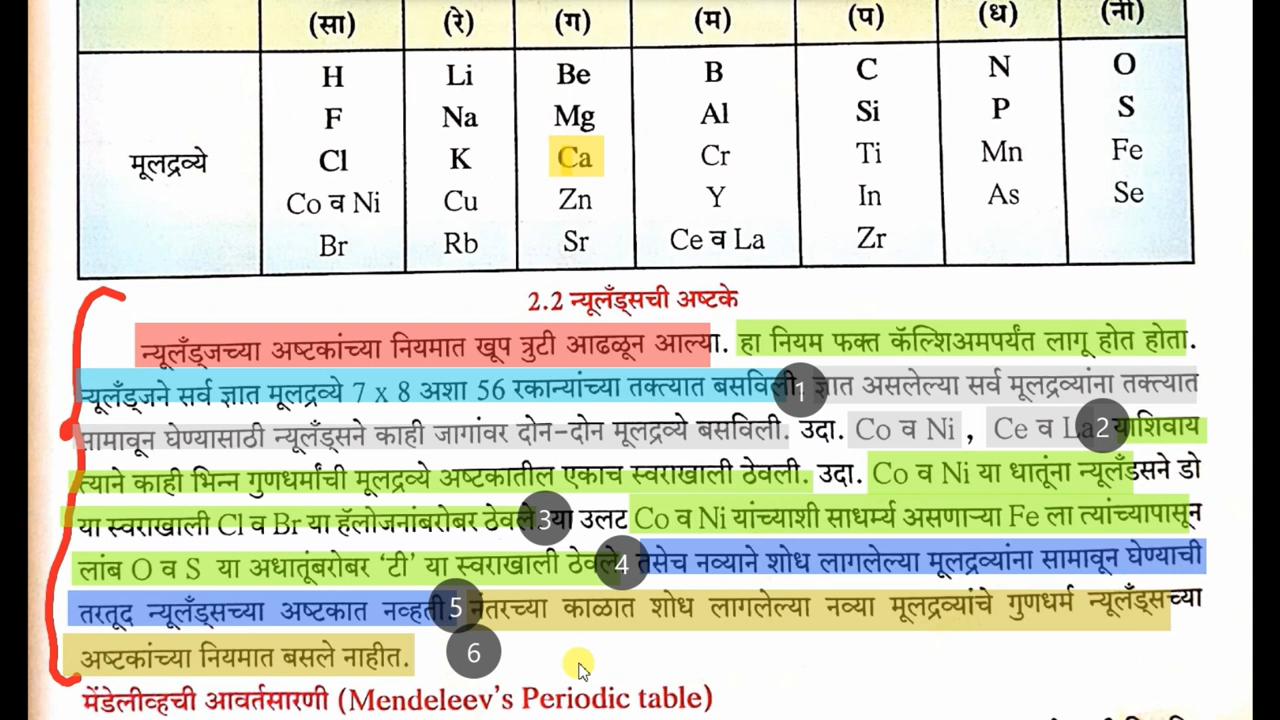 (सा) (रे) (ग) (म) (प) (ध) (नी)
H Li Be B C N O
F Na Mg Al Si P S
मूलद्रव्ये Cl K Ca Cr Ti Mn Fe
Co व Ni Cu Zn Y In As Se
Br Rb Sr Ce व La Zr
2.2 न्यूलँड्सची अष्टके
न्यूलँड्जच्या अष्टकांच्या नियमात खूप त्रुटी आढळून आल्या. हा नियम फक्त कॅल्शिअमपर्यंत लागू होत होता.
न्यूलँड्जने सर्व ज्ञात मूलद्रव्ये 7 x 8 अशा 56 रकान्यांच्या तक्त्यात बसविली 1 ज्ञात असलेल्या सर्व मूलद्रव्यांना तक्त्यात
सामावून घेण्यासाठी न्यूलँड्सने काही जागांवर दोन-दोन मूलद्रव्ये बसविली. उदा. Co व Ni , Ce व La 2 याशिवाय
त्याने काही भिन्न गुणधर्मांची मूलद्रव्ये अष्टकातील एकाच स्वराखाली ठेवली. उदा. Co व Ni या धातूंना न्यूलँडसने डो
या स्वराखाली Cl व Br या हॅलोजनांबरोबर ठेवले 3 या उलट Co व Ni यांच्याशी साधर्म्य असणाऱ्या Fe ला त्यांच्यापासून
लांब O व S या अधातूंबरोबर ‘टी’ या स्वराखाली ठेवले 4 तसेच नव्याने शोध लागलेल्या मूलद्रव्यांना सामावून घेण्याची
तरतूद न्यूलँड्सच्या अष्टकात नव्हती. 5 नंतरच्या काळात शोध लागलेल्या नव्या मूलद्रव्यांचे गुणधर्म न्यूलँड्सच्या
अष्टकांच्या नियमात बसले नाहीत. 6
मेंडेलीव्हची आवर्तसारणी (Mendeleev's Periodic table)